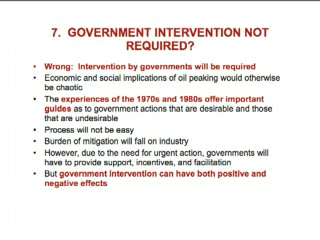 7. GOVERNMENT INTERVENTION NOT
REQUIRED?
• Wrong: Intervention by governments will be required
• Economic and social implications of oil peaking would otherwise
be chaotic
• The experiences of the 1970s and 1980s offer important
guides as to government actions that are desirable and those
that are undesirable
• Process will not be easy
• Burden of mitigation will fall on industry
• However, due to the need for urgent action, governments will
have to provide support, incentives, and facilitation
• But government intervention can have both positive and
negative effects